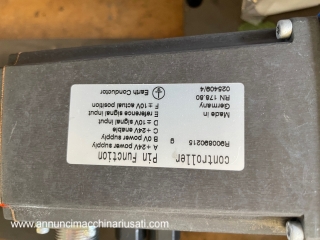 R900890215
g
controller
Pin Function
A +24V power supply
B 0V power supply
C +24V enable
D ±10V signal input
E reference signal input
F ±10V actual position
Earth Conductor
Made in
Germany
RN 178.80
025409/4
© www.annuncimacchinariusati.com